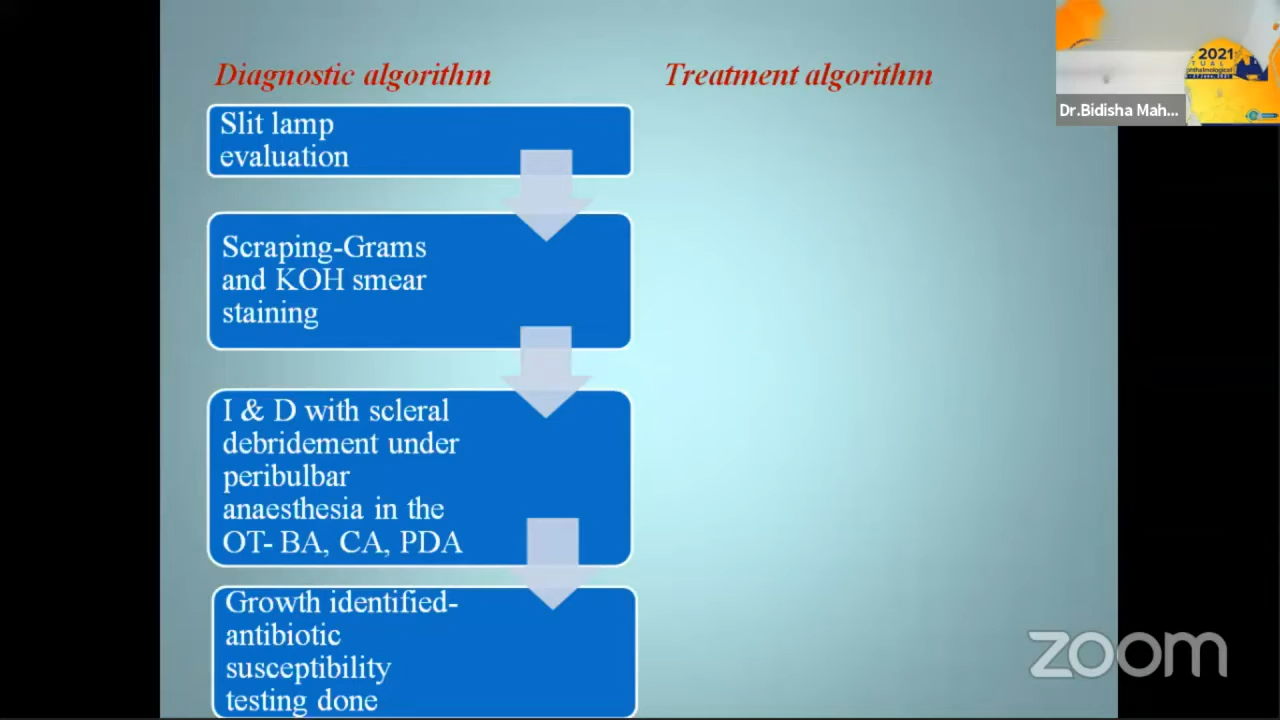 Diagnostic algorithm
Treatment algorithm
Slit lamp
evaluation
Scraping-Grams
and KOH smear
staining
I & D with scleral
debridement under
peribulbar
anaesthesia in the
OT- BA, CA, PDA
Growth identified-
antibiotic
susceptibility
testing done
2021
Dr.Bidisha Mah...
zoom